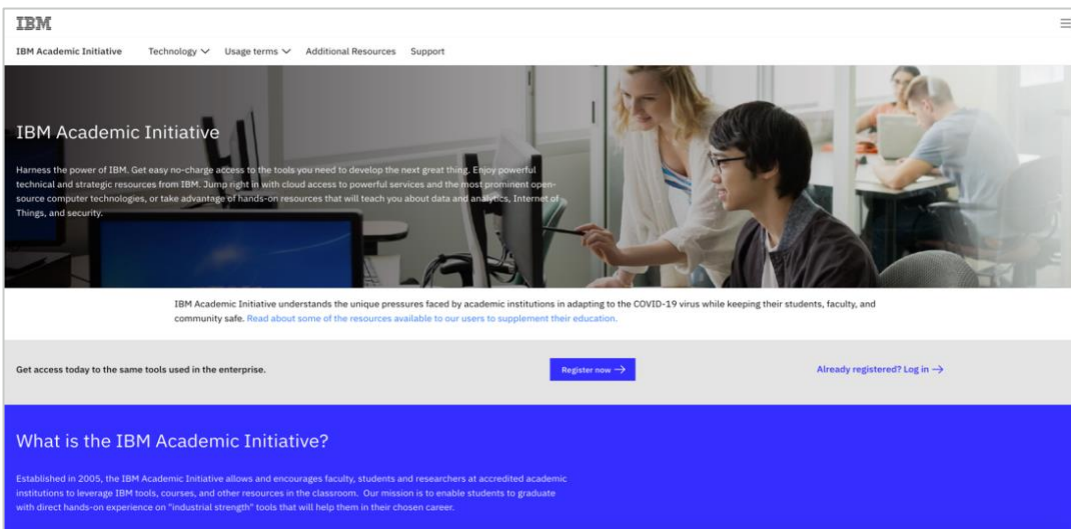 IBM
IBM Academic Initiative Technology Usage terms Additional Resources Support
IBM Academic Initiative
Harness the power of IBM. Get easy no-charge access to the tools you need to develop the next great thing. Enjoy powerful
technical and strategic resources from IBM. Jump right in with cloud access to powerful services and the most prominent open-
source computer technologies, or take advantage of hands-on resources that will teach you about data and analytics, Internet of
Things, and security.
IBM Academic Initiative understands the unique pressures faced by academic institutions in adapting to the COVID-19 virus while keeping their students, faculty, and
community safe. Read about some of the resources available to our users to supplement their education.
Get access today to the same tools used in the enterprise. Register now → Already registered? Log in →
What is the IBM Academic Initiative?
Established in 2005, the IBM Academic Initiative allows and encourages faculty, students and researchers at accredited academic
institutions to leverage IBM tools, courses, and other resources in the classroom. Our mission is to enable students to graduate
with direct hands-on experience on "industrial strength" tools that will help them in their chosen career.